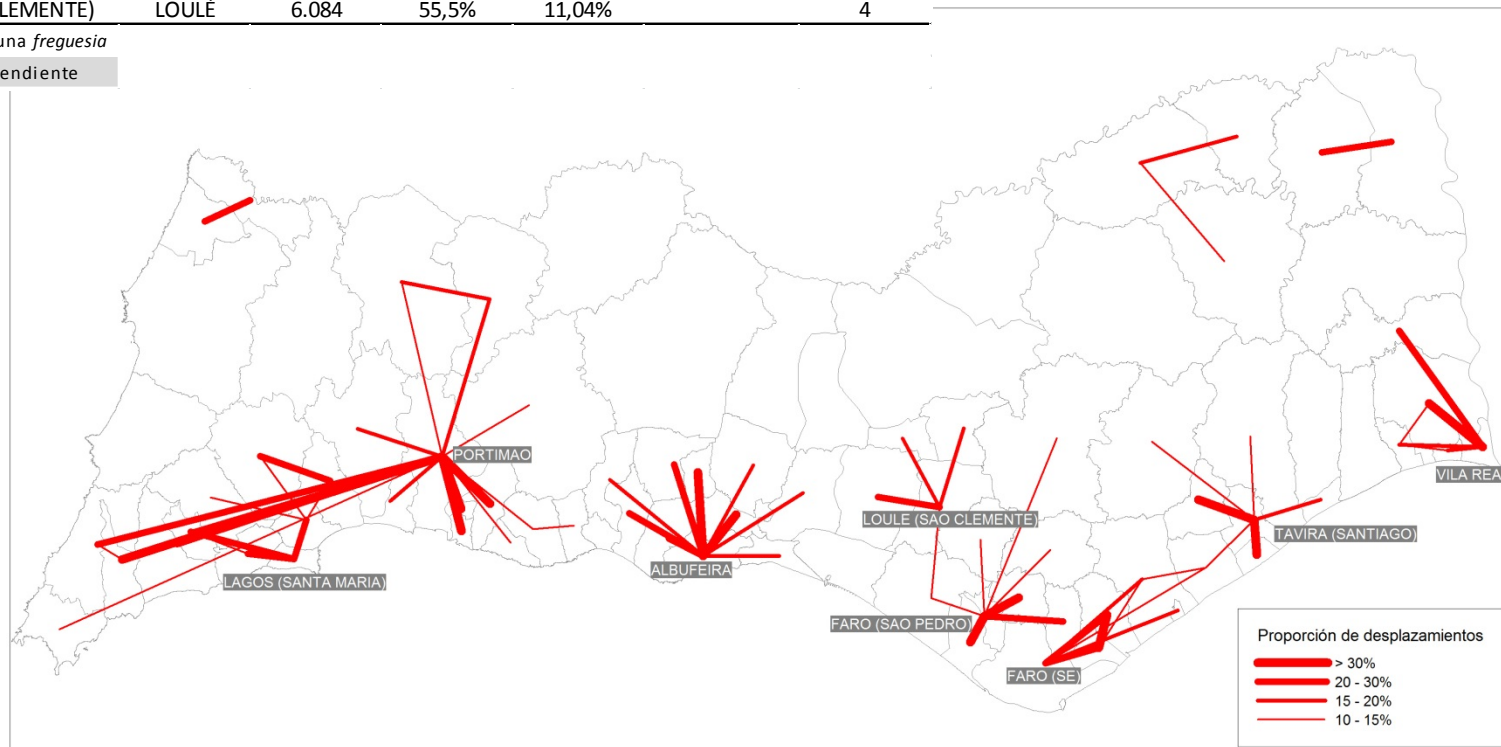 LEMENTE) LOULÉ 6.084 55,5% 11,04% 4
una freguesia
endiente
PORTIMAO
LOULE (SAO CLEMENTE)
VILA REA
TAVIRA (SANTIAGO)
ALBUFEIRA
LAGOS (SANTA MARIA)
FARO (SAO PEDRO)
FARO (SE)
Proporción de desplazamientos
> 30%
20 - 30%
15 - 20%
10 - 15%